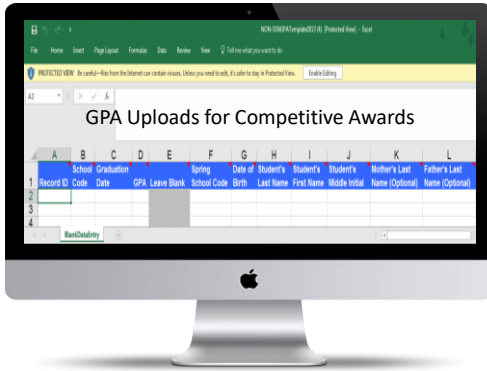 NON-SSNGPATemplate2013 (4) [Protected View] - Excel
File Home Insert Page Layout Formulas Data Review View Tell me what you want to do
PROTECTED VIEW Be careful—files from the Internet can contain viruses. Unless you need to edit, it's safer to stay in Protected View. Enable Editing
A2 fx
GPA Uploads for Competitive Awards
A B C D E F G H I J K L
School Graduation Spring Date of Student's Student's Student's Mother's Last Father's Last
1 Record ID Code Date GPA Leave Blank School Code Birth Last Name First Name Middle Initial Name (Optional) Name (Optional)
2
3
4
BlankDataEntry